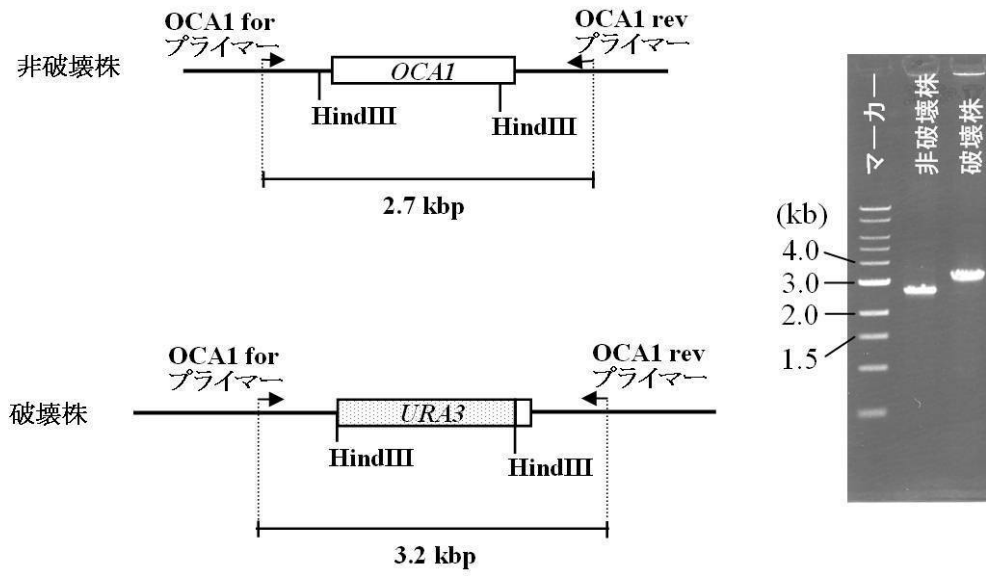 OCA1 for
プライマー
OCA1 rev
プライマー
非破壊株
OCA1
HindIII
HindIII
2.7 kbp
OCA1 for
プライマー
OCA1 rev
プライマー
破壊株
URA3
HindIII
HindIII
3.2 kbp
マーカー
非破壊株
破壊株
(kb)
4.0
3.0
2.0
1.5